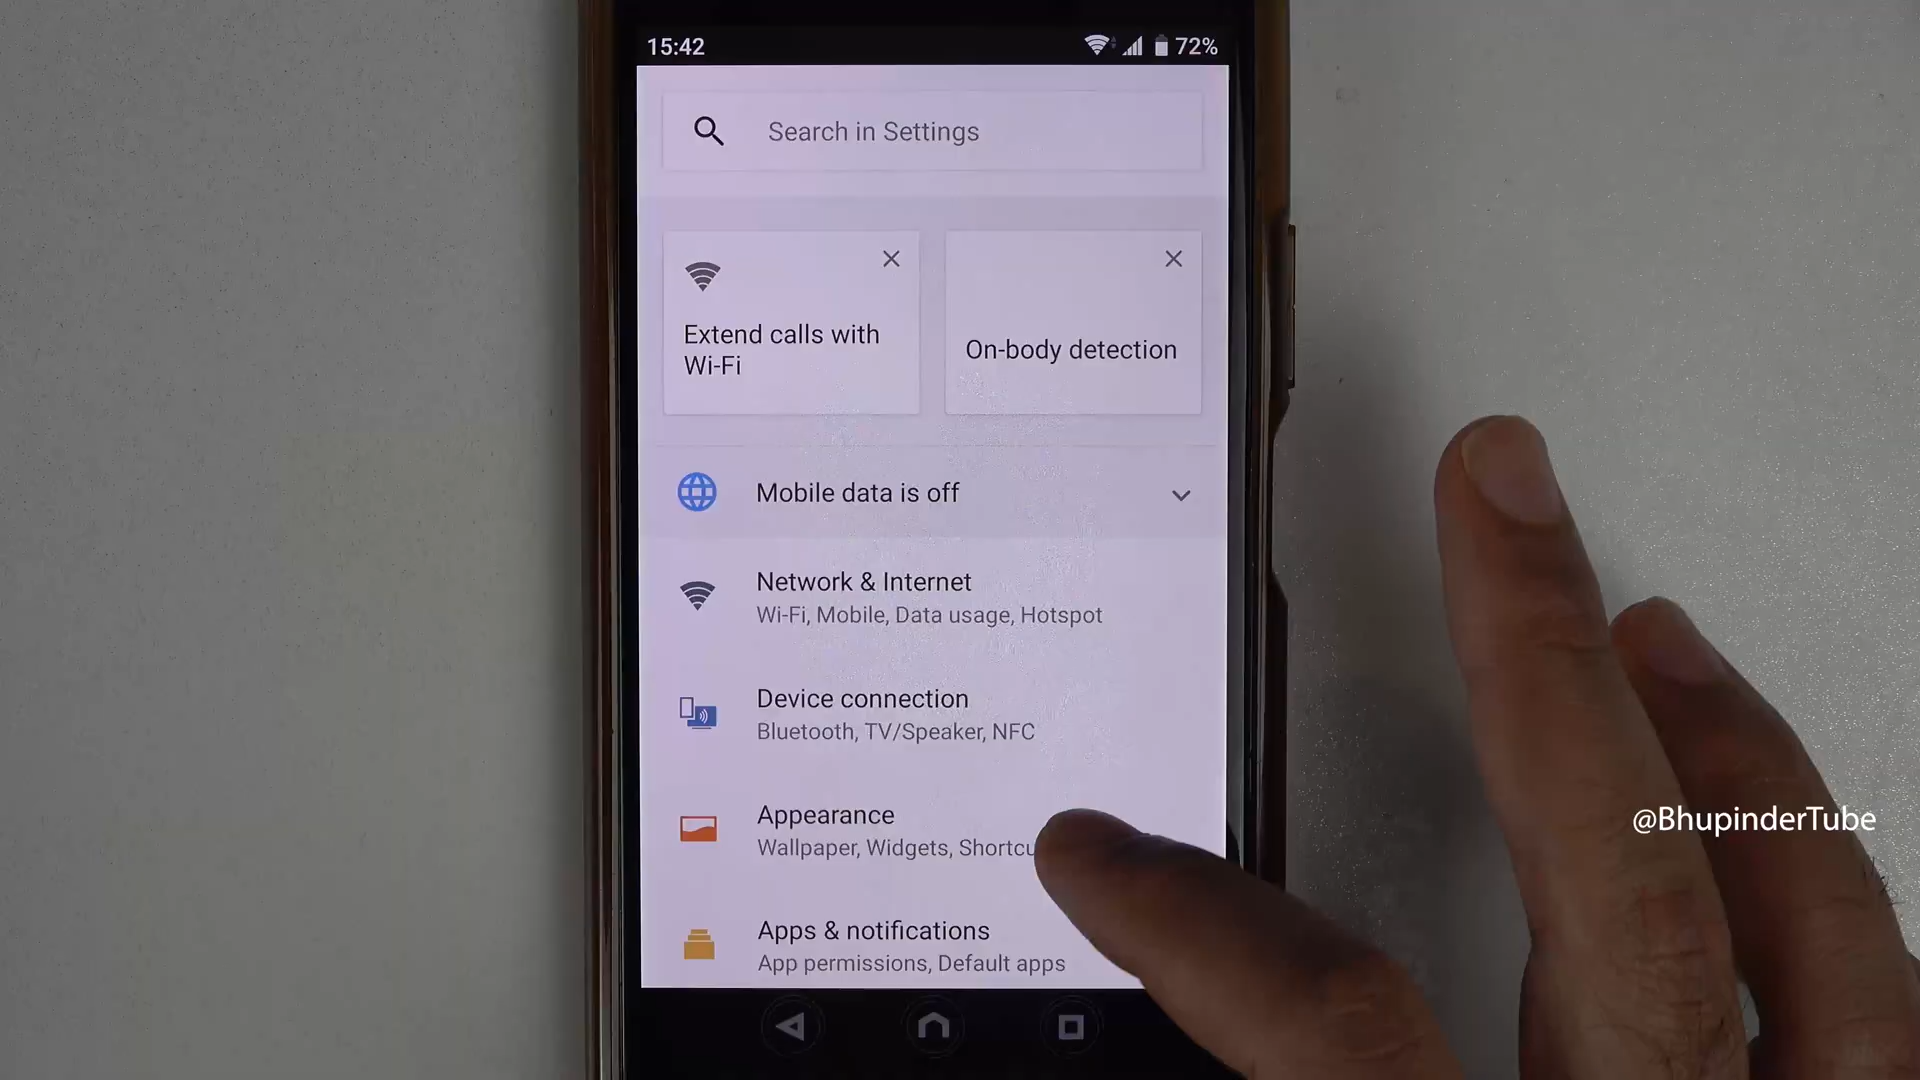 15:42
72%
Search in Settings
Extend calls with
Wi-Fi
On-body detection
Mobile data is off
Network & Internet
Wi-Fi, Mobile, Data usage, Hotspot
Device connection
Bluetooth, TV/Speaker, NFC
Appearance
Wallpaper, Widgets, Shortcu
Apps & notifications
App permissions, Default apps
@BhupinderTube